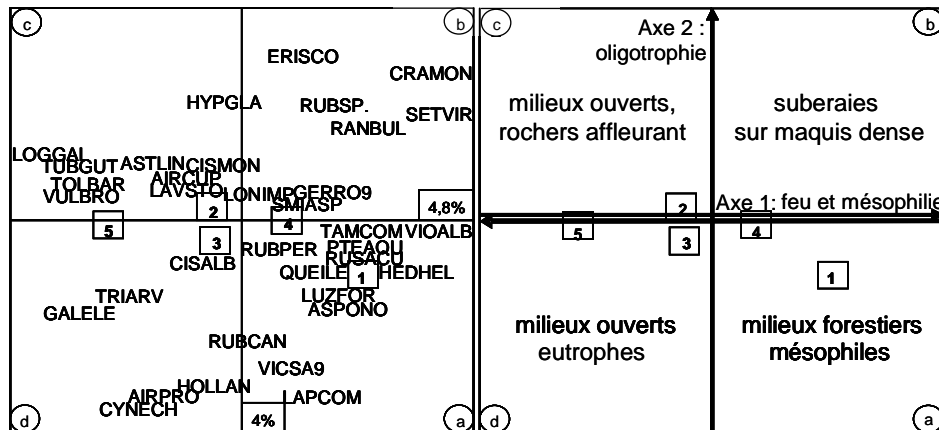 c
b
ERISCO
CRAMON
HYPGLA
RUBSP.
SETVIR
RANBUL
LOGGAL
TUBGUT
ASTLIN
CISMON
TOLBAR
AIRCUP
VULBRO
LAVSTO
LONIMP
GERRO9
SMIASP
2
4
4,8%
5
3
TAMCOM
VIOALB
RUBPER
PTEAQU
RUSACU
CISALB
QUEILE
HEDHEL
1
TRIARV
LUZFOR
GALELE
ASPONO
RUBCAN
VICSA9
HOLLAN
AIRPRO
LAPCOM
CYNECH
d
4%
a
c
Axe 2 :
oligotrophie
b
milieux ouverts,
rochers affleurant
suberaies
sur maquis dense
2
Axe 1: feu et mésophilie
5
4
3
1
milieux ouverts
eutrophes
milieux forestiers
mésophiles
d
a